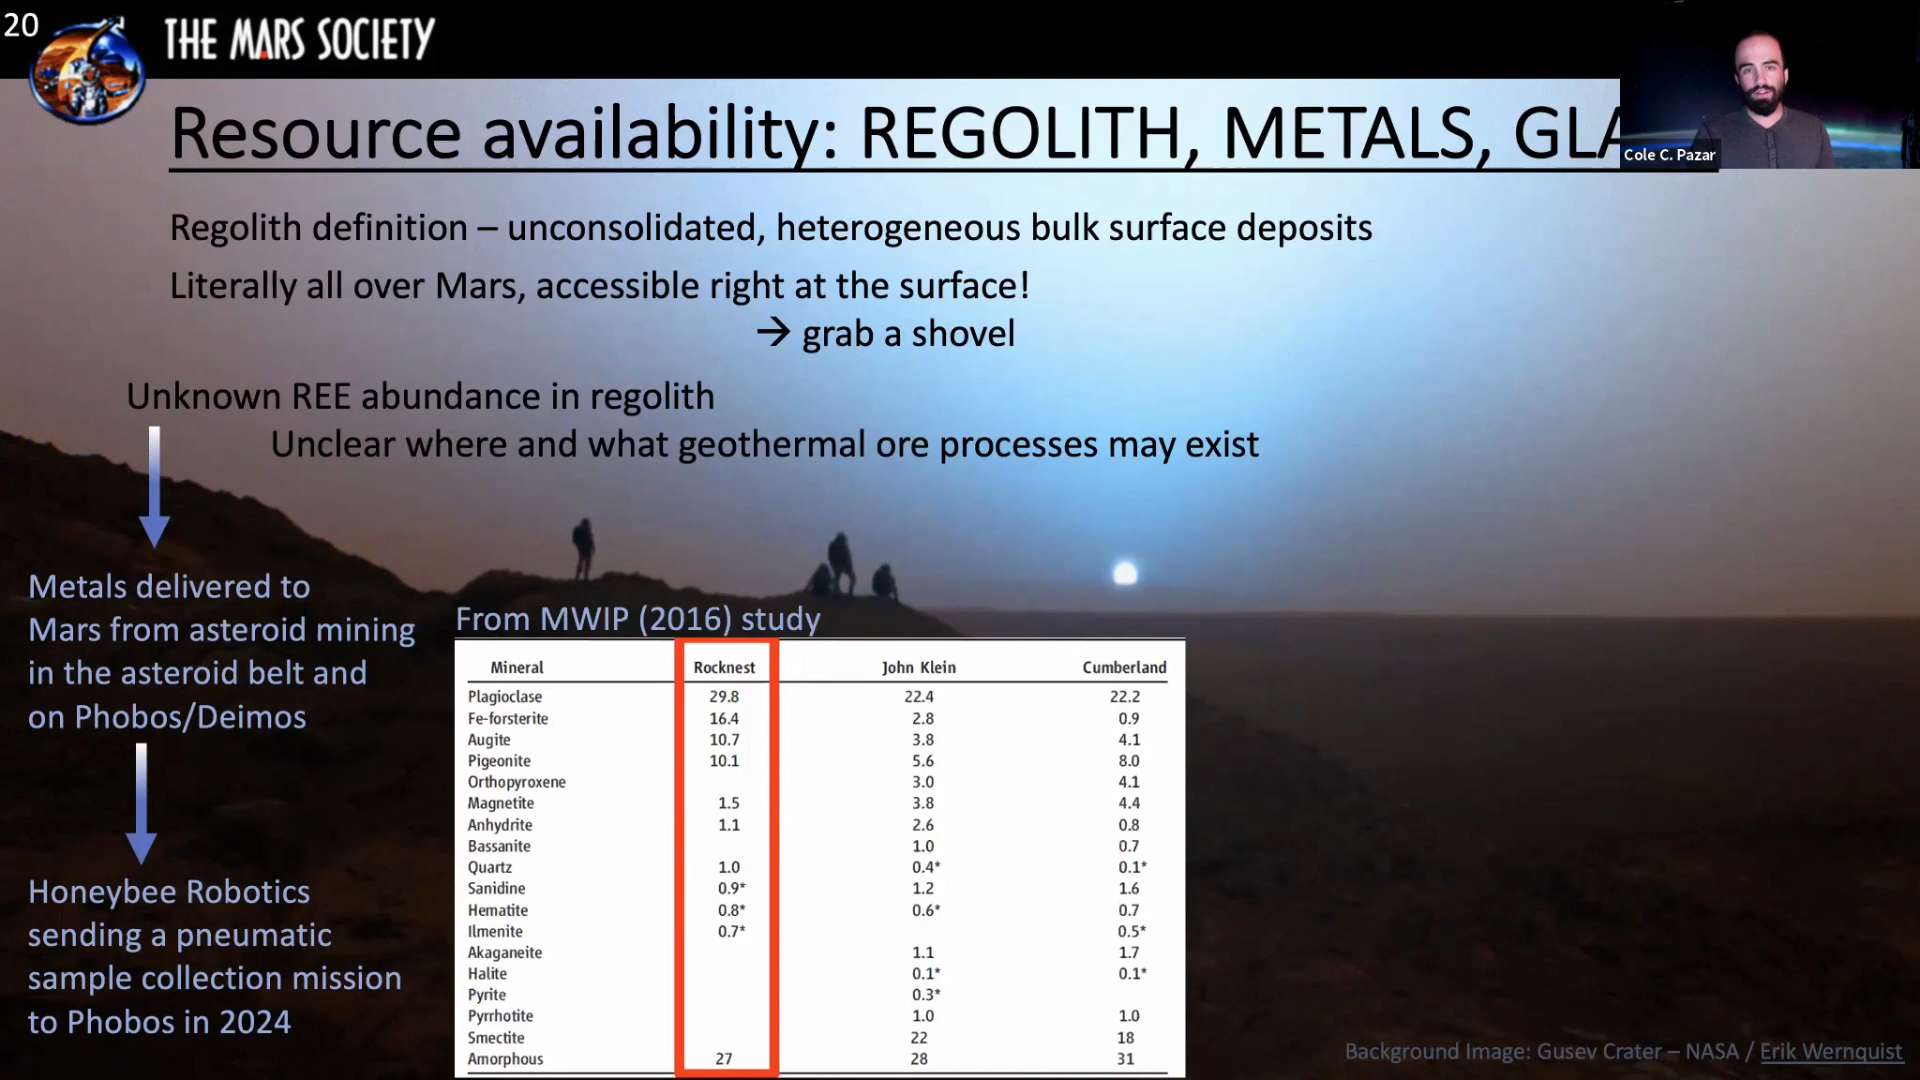 20
THE MARS SOCIETY
Cole C. Pazar
Resource availability: REGOLITH, METALS, GLA
Regolith definition – unconsolidated, heterogeneous bulk surface deposits
Literally all over Mars, accessible right at the surface!
→ grab a shovel
Unknown REE abundance in regolith
Unclear where and what geothermal ore processes may exist
Metals delivered to
Mars from asteroid mining
in the asteroid belt and
on Phobos/Deimos
Honeybee Robotics
sending a pneumatic
sample collection mission
to Phobos in 2024
From MWIP (2016) study
Mineral Rocknest John Klein Cumberland
Plagioclase 29.8 22.4 22.2
Fe-forsterite 16.4 2.8 0.9
Augite 10.7 3.8 4.1
Pigeonite 10.1 5.6 8.0
Orthopyroxene 3.0 4.1
Magnetite 1.5 3.8 4.4
Anhydrite 1.1 2.6 0.8
Bassanite 1.0 0.7
Quartz 1.0 0.4* 0.1*
Sanidine 0.9* 1.2 1.6
Hematite 0.8* 0.6* 0.7
Ilmenite 0.7* 0.5*
Akaganeite 1.1 1.7
Halite 0.1* 0.1*
Pyrite 0.3*
Pyrrhotite 1.0 1.0
Smectite 22 18
Amorphous 27 28 31
Background Image: Gusev Crater – NASA / Erik Wernquist